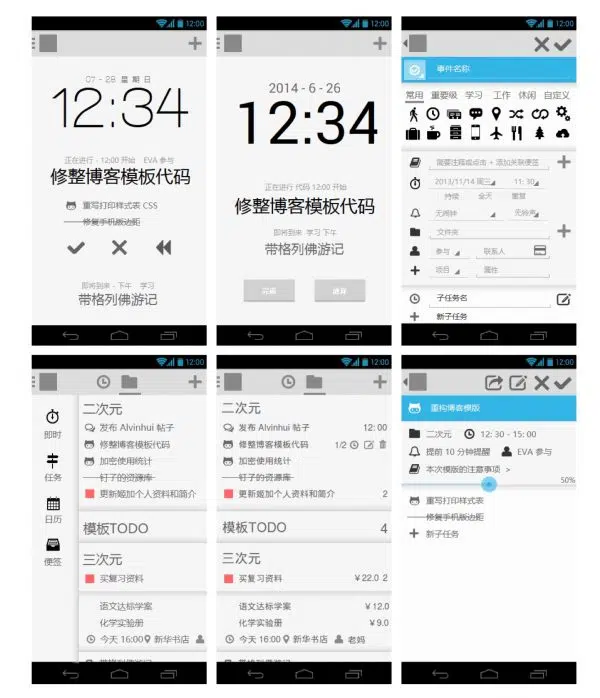 12:00
07 - 28 星 期 日
12:34
正在进行 - 12:00 开始 EVA 参与
修整博客模板代码
重写打印样式表 CSS
修复手机版边距
即将到来 - 下午 学习
带格列佛游记
12:00
2014 - 6 - 26
12:34
正在进行 代码 12:00 开始
修整博客模板代码
即将到来 学习 下午
带格列佛游记
12:00
事件名称
常用 重要级 学习 工作 休闲 自定义
需要注释或点击 + 添加关联便签
2013/11/14 周三 11: 30
持续 全天 重复
无闹钟 无铃声
文件夹
参与 联系人
项目 属性
子任务名
新子任务
12:00
即时
任务
日历
便签
二次元
发布 Alvinhui 帖子
修整博客模板代码
加密使用统计
钉子的资源库
更新姬加个人资料和简介
模板TODO
三次元
买复习资料
语文达标学案
化学实验册
今天 16:00 新华书店
带格列佛游记
12:00
二次元
发布 Alvinhui 帖子 12: 00
修整博客模板代码 1/2
加密使用统计
钉子的资源库
更新姬加个人资料和简介 2
模板TODO 4
三次元
买复习资料 ￥22.0 2
语文达标学案 ￥12.0
化学实验册 ￥9.0
今天 16:00 新华书店 老妈
带格列佛游记
12:00
重构博客模版
二次元 12: 30 - 15: 00
提前 10 分钟提醒 EVA 参与
本次模版的注意事项 >
50%
重写打印样式表
修复手机版边距
新子任务